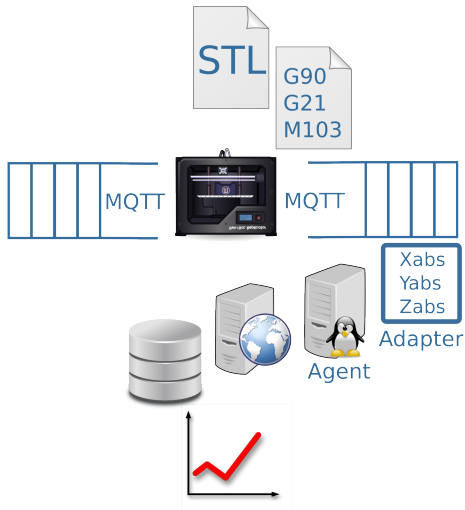 STL
G90
G21
M103
MQTT
MQTT
Xabs
Yabs
Zabs
Adapter
Agent